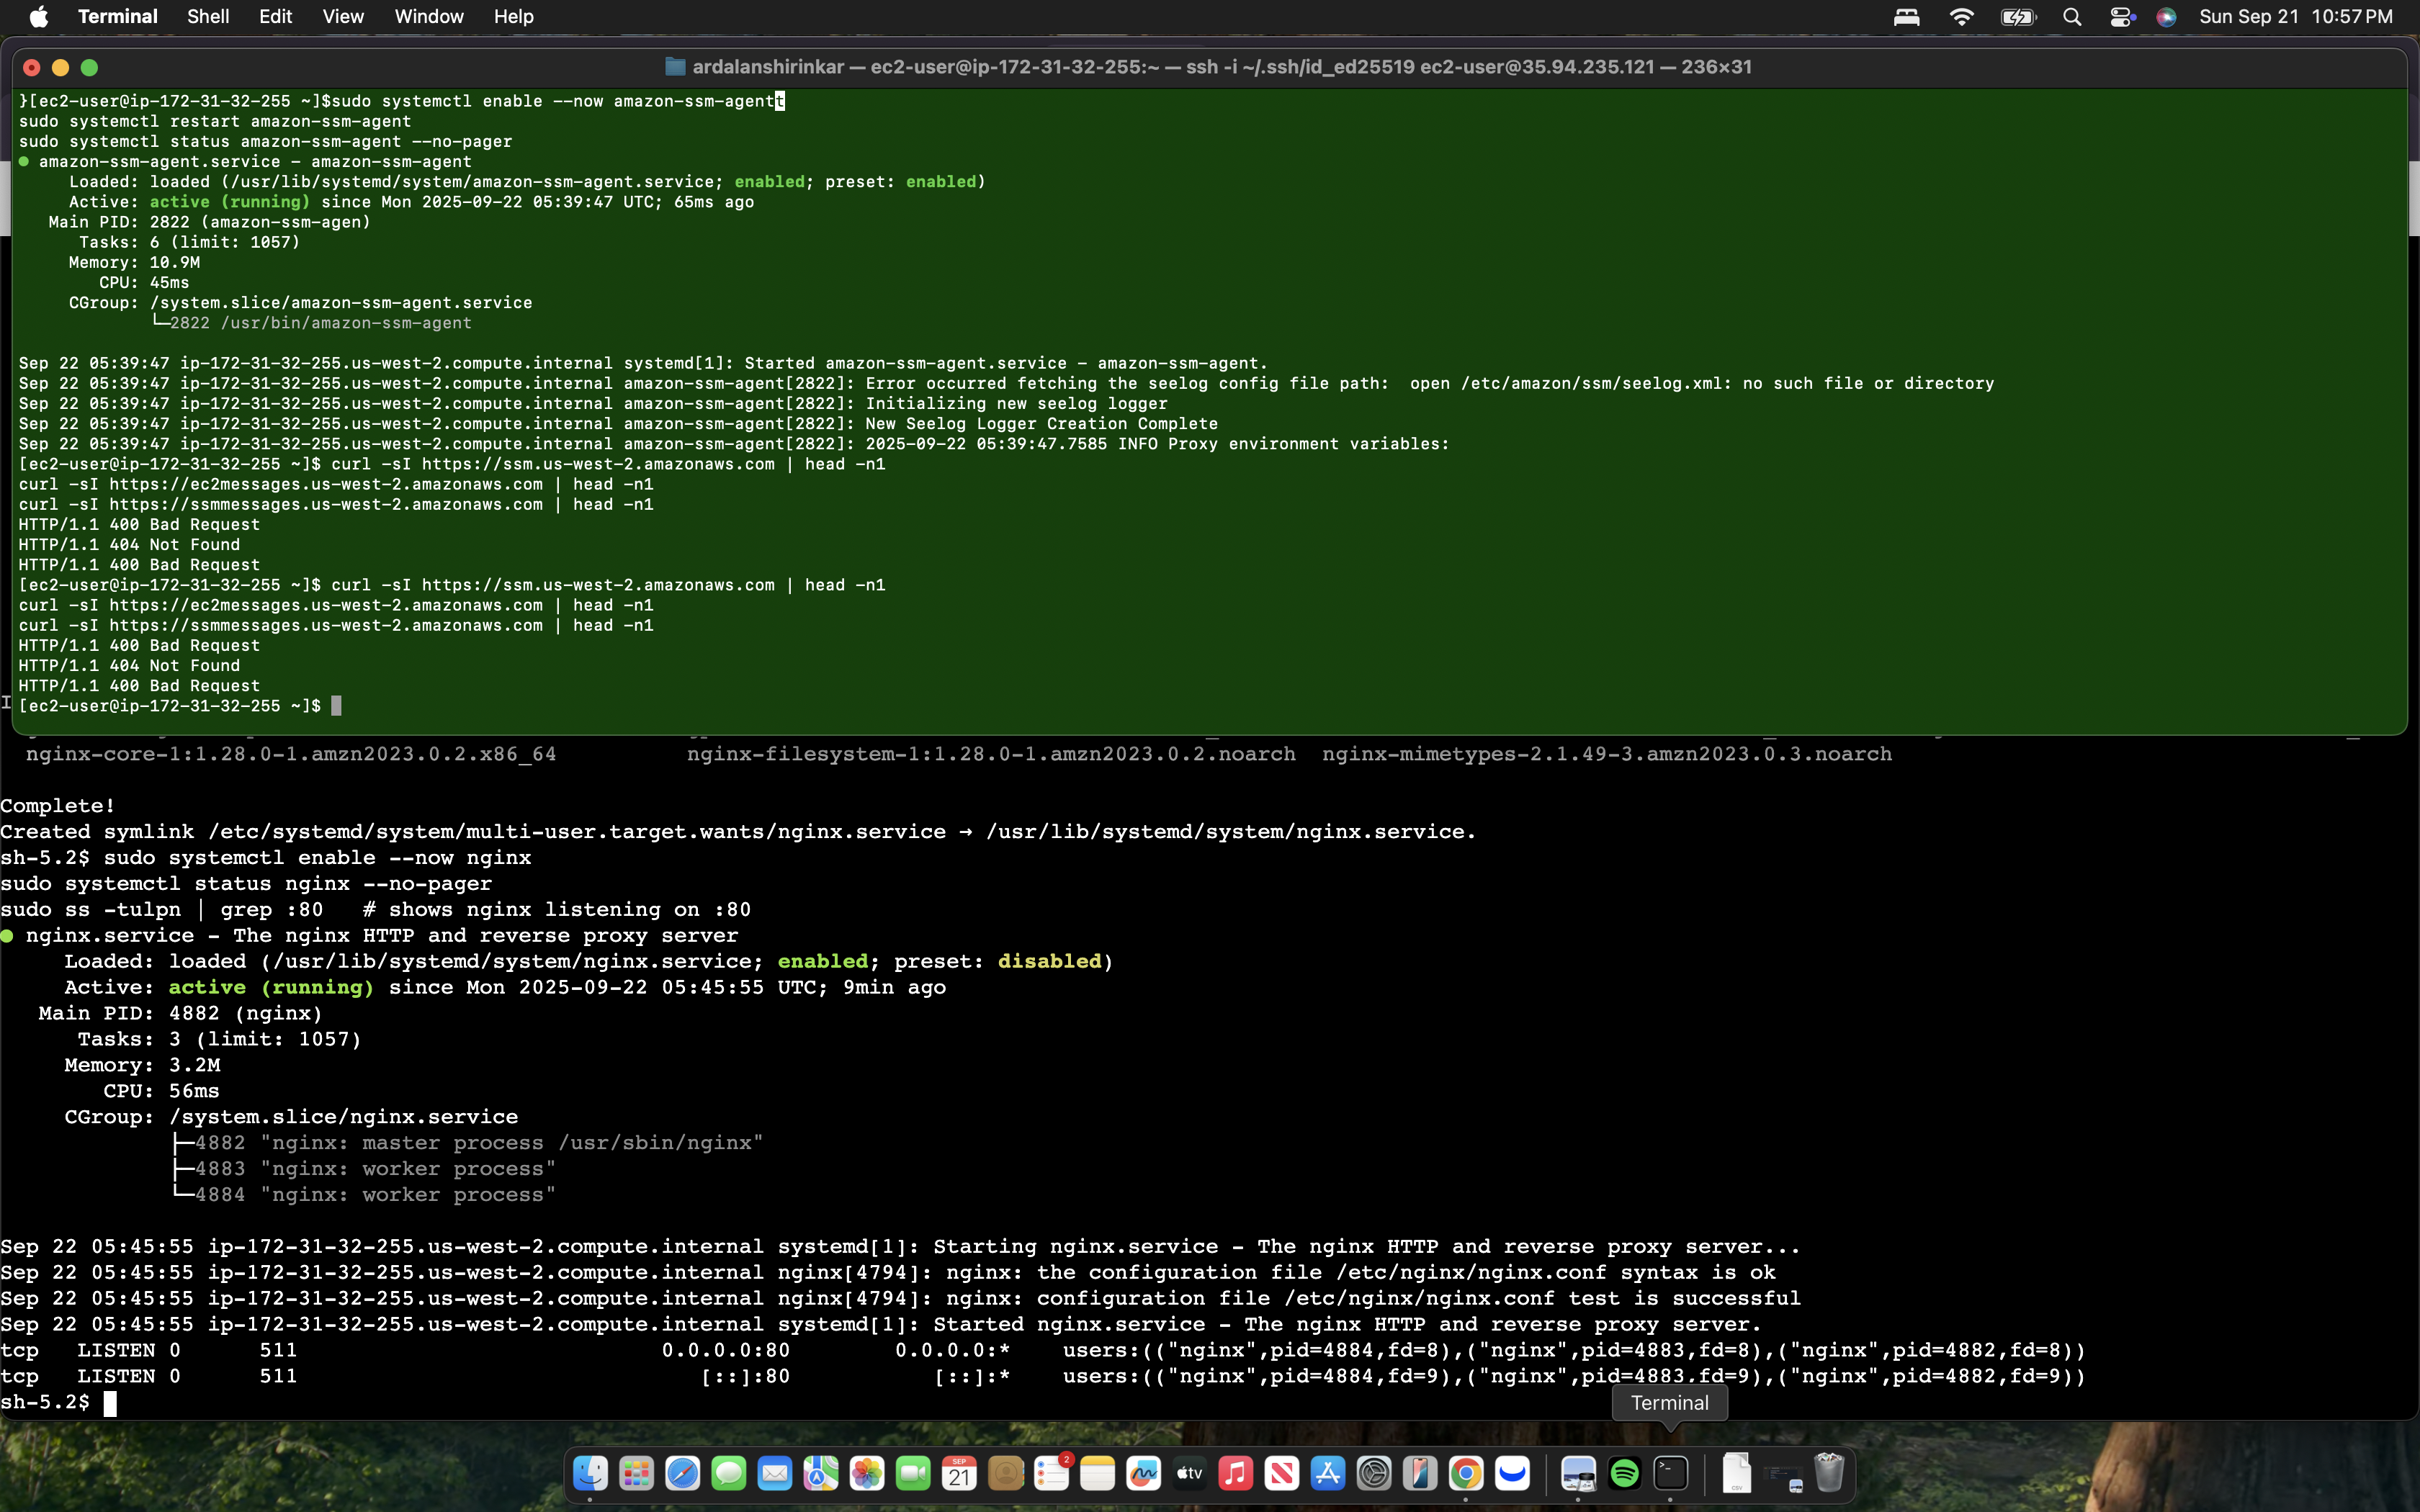 Terminal Shell Edit View Window Help Sun Sep 21 10:57 PM
ardalanshirinkar — ec2-user@ip-172-31-32-255:~ — ssh -i ~/.ssh/id_ed25519 ec2-user@35.94.235.121 — 236×31
}[ec2-user@ip-172-31-32-255 ~]$sudo systemctl enable --now amazon-ssm-agentt
sudo systemctl restart amazon-ssm-agent
sudo systemctl status amazon-ssm-agent --no-pager
● amazon-ssm-agent.service - amazon-ssm-agent
Loaded: loaded (/usr/lib/systemd/system/amazon-ssm-agent.service; enabled; preset: enabled)
Active: active (running) since Mon 2025-09-22 05:39:47 UTC; 65ms ago
Main PID: 2822 (amazon-ssm-agen)
Tasks: 6 (limit: 1057)
Memory: 10.9M
CPU: 45ms
CGroup: /system.slice/amazon-ssm-agent.service
└─2822 /usr/bin/amazon-ssm-agent
Sep 22 05:39:47 ip-172-31-32-255.us-west-2.compute.internal systemd[1]: Started amazon-ssm-agent.service - amazon-ssm-agent.
Sep 22 05:39:47 ip-172-31-32-255.us-west-2.compute.internal amazon-ssm-agent[2822]: Error occurred fetching the seelog config file path:  open /etc/amazon/ssm/seelog.xml: no such file or directory
Sep 22 05:39:47 ip-172-31-32-255.us-west-2.compute.internal amazon-ssm-agent[2822]: Initializing new seelog logger
Sep 22 05:39:47 ip-172-31-32-255.us-west-2.compute.internal amazon-ssm-agent[2822]: New Seelog Logger Creation Complete
Sep 22 05:39:47 ip-172-31-32-255.us-west-2.compute.internal amazon-ssm-agent[2822]: 2025-09-22 05:39:47.7585 INFO Proxy environment variables:
[ec2-user@ip-172-31-32-255 ~]$ curl -sI https://ssm.us-west-2.amazonaws.com | head -n1
curl -sI https://ec2messages.us-west-2.amazonaws.com | head -n1
curl -sI https://ssmmessages.us-west-2.amazonaws.com | head -n1
HTTP/1.1 400 Bad Request
HTTP/1.1 404 Not Found
HTTP/1.1 400 Bad Request
[ec2-user@ip-172-31-32-255 ~]$ curl -sI https://ssm.us-west-2.amazonaws.com | head -n1
curl -sI https://ec2messages.us-west-2.amazonaws.com | head -n1
curl -sI https://ssmmessages.us-west-2.amazonaws.com | head -n1
HTTP/1.1 400 Bad Request
HTTP/1.1 404 Not Found
HTTP/1.1 400 Bad Request
[ec2-user@ip-172-31-32-255 ~]$
nginx-core-1:1.28.0-1.amzn2023.0.2.x86_64 nginx-filesystem-1:1.28.0-1.amzn2023.0.2.noarch nginx-mimetypes-2.1.49-3.amzn2023.0.3.noarch
Complete!
Created symlink /etc/systemd/system/multi-user.target.wants/nginx.service → /usr/lib/systemd/system/nginx.service.
sh-5.2$ sudo systemctl enable --now nginx
sudo systemctl status nginx --no-pager
sudo ss -tulpn | grep :80   # shows nginx listening on :80
● nginx.service - The nginx HTTP and reverse proxy server
Loaded: loaded (/usr/lib/systemd/system/nginx.service; enabled; preset: disabled)
Active: active (running) since Mon 2025-09-22 05:45:55 UTC; 9min ago
Main PID: 4882 (nginx)
Tasks: 3 (limit: 1057)
Memory: 3.2M
CPU: 56ms
CGroup: /system.slice/nginx.service
├─4882 "nginx: master process /usr/sbin/nginx"
├─4883 "nginx: worker process"
└─4884 "nginx: worker process"
Sep 22 05:45:55 ip-172-31-32-255.us-west-2.compute.internal systemd[1]: Starting nginx.service - The nginx HTTP and reverse proxy server...
Sep 22 05:45:55 ip-172-31-32-255.us-west-2.compute.internal nginx[4794]: nginx: the configuration file /etc/nginx/nginx.conf syntax is ok
Sep 22 05:45:55 ip-172-31-32-255.us-west-2.compute.internal nginx[4794]: nginx: configuration file /etc/nginx/nginx.conf test is successful
Sep 22 05:45:55 ip-172-31-32-255.us-west-2.compute.internal systemd[1]: Started nginx.service - The nginx HTTP and reverse proxy server.
tcp LISTEN 0 511 0.0.0.0:80 0.0.0.0:* users:(("nginx",pid=4884,fd=8),("nginx",pid=4883,fd=8),("nginx",pid=4882,fd=8))
tcp LISTEN 0 511 [::]:80 [::]:* users:(("nginx",pid=4884,fd=9),("nginx",pid=4883,fd=9),("nginx",pid=4882,fd=9))
sh-5.2$
Terminal
SEP
21
2
tv
CSV